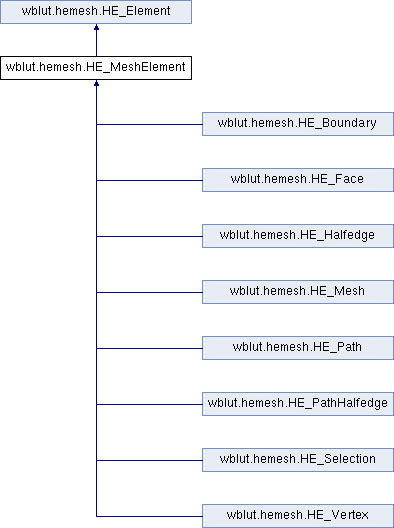 wblut.hemesh.HE_Element
wblut.hemesh.HE_MeshElement
wblut.hemesh.HE_Boundary
wblut.hemesh.HE_Face
wblut.hemesh.HE_Halfedge
wblut.hemesh.HE_Mesh
wblut.hemesh.HE_Path
wblut.hemesh.HE_PathHalfedge
wblut.hemesh.HE_Selection
wblut.hemesh.HE_Vertex